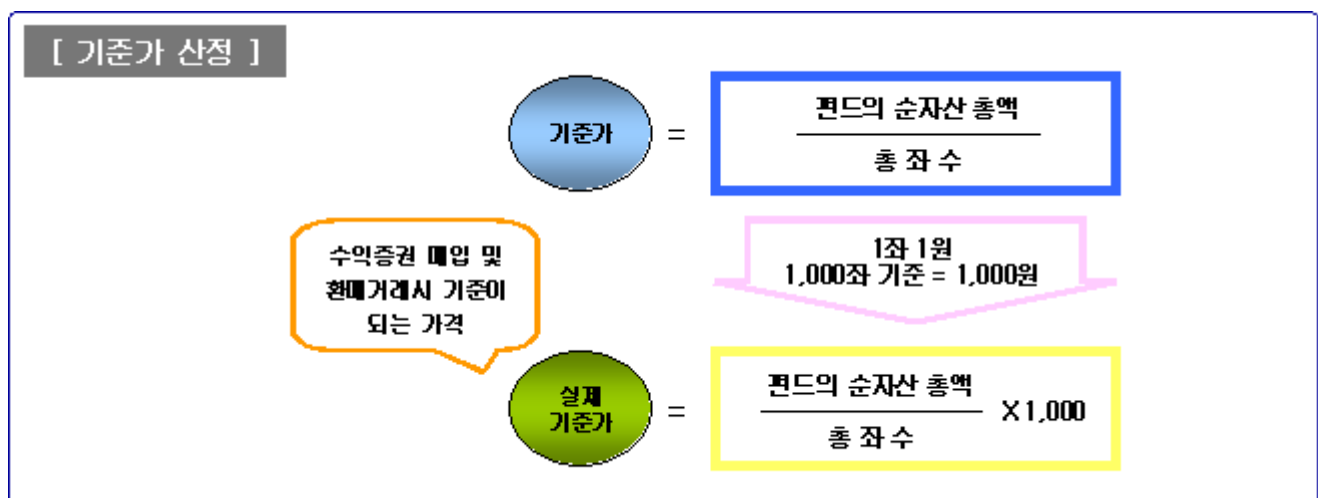 [ 기준가 산정 ]
기준가
=
펀드의 순자산 총액
총 좌 수
수익증권 매입 및
환매거래시 기준이
되는 가격
1좌 1원
1,000좌 기준 = 1,000원
실제
기준가
=
펀드의 순자산 총액
총 좌 수
X 1,000